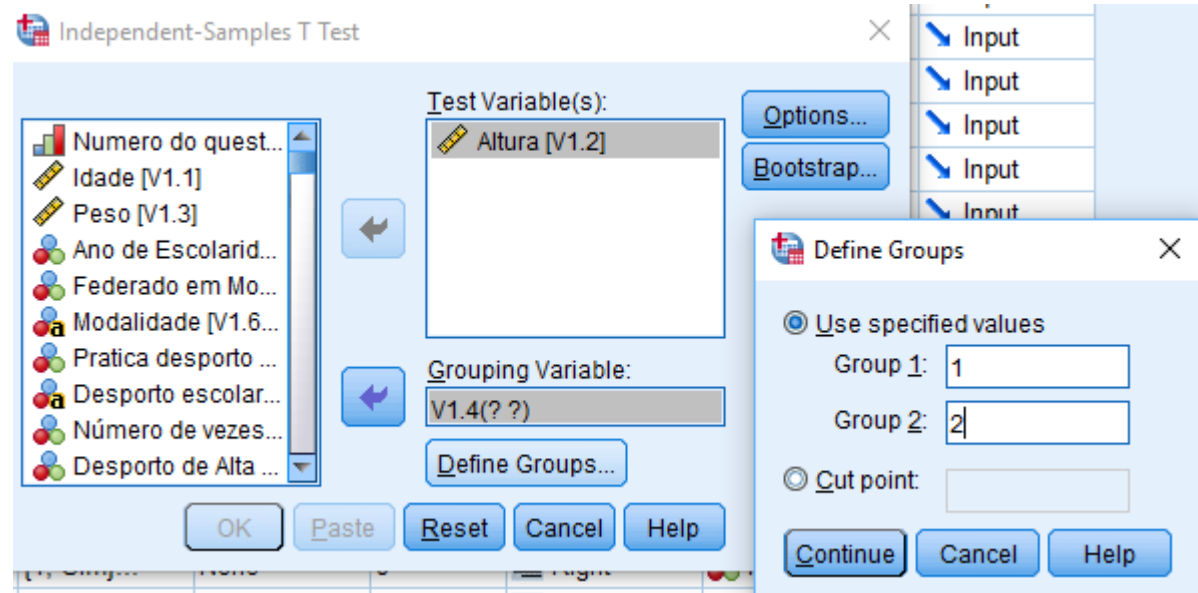 Independent-Samples T Test
Test Variable(s):
Altura [V1.2]
Options...
Bootstrap...
Numero do quest...
Idade [V1.1]
Peso [V1.3]
Ano de Escolarid...
Federado em Mo...
Modalidade [V1.6...
Pratica desporto ...
Desporto escolar...
Número de vezes...
Desporto de Alta ...
Grouping Variable:
V1.4(? ?)
Define Groups...
OK Paste Reset Cancel Help
Input
Input
Input
Input
Input
Define Groups
Use specified values
Group 1: 1
Group 2: 2
Cut point:
Continue Cancel Help
None
Right